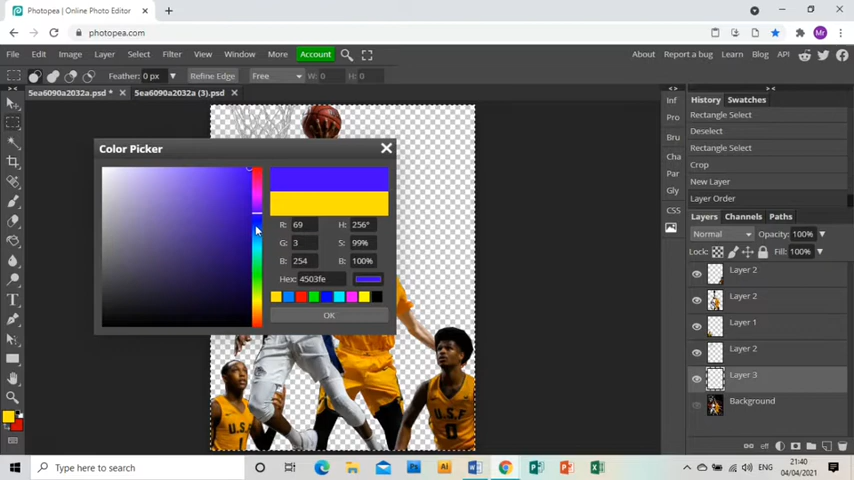 Photopea | Online Photo Editor
photopea.com
File Edit Image Layer Select Filter View Window More Account
About Report a bug Learn Blog API
Feather: 0 px Refine Edge Free W: 0 H: 0
5ea6090a2032a.psd * 5ea6090a2032a (3).psd
Color Picker
R: 69 H: 256°
G: 3 S: 99%
B: 254 B: 100%
Hex: 4503fe
OK
Inf
Pro
Bru
Cha
Par
Gly
CSS
History Swatches
Rectangle Select
Deselect
Rectangle Select
Crop
New Layer
Layer Order
Layers Channels Paths
Normal Opacity: 100%
Lock: Fill: 100%
Layer 2
Layer 2
Layer 1
Layer 2
Layer 3
Background
U.S.F
1
U.S.F
0
Type here to search
ENG
21:40
04/04/2021